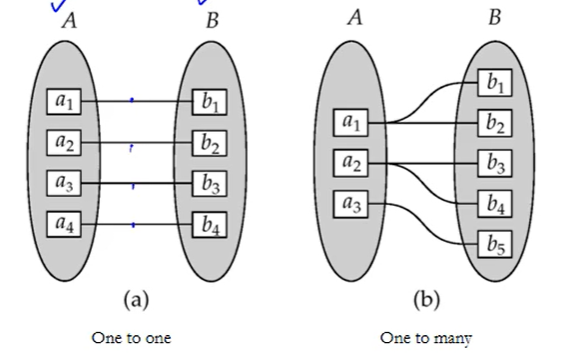 A B
a1 b1
a2 b2
a3 b3
a4 b4
(a)
One to one
A B
b1
a1 b2
a2 b3
a3 b4
b5
(b)
One to many